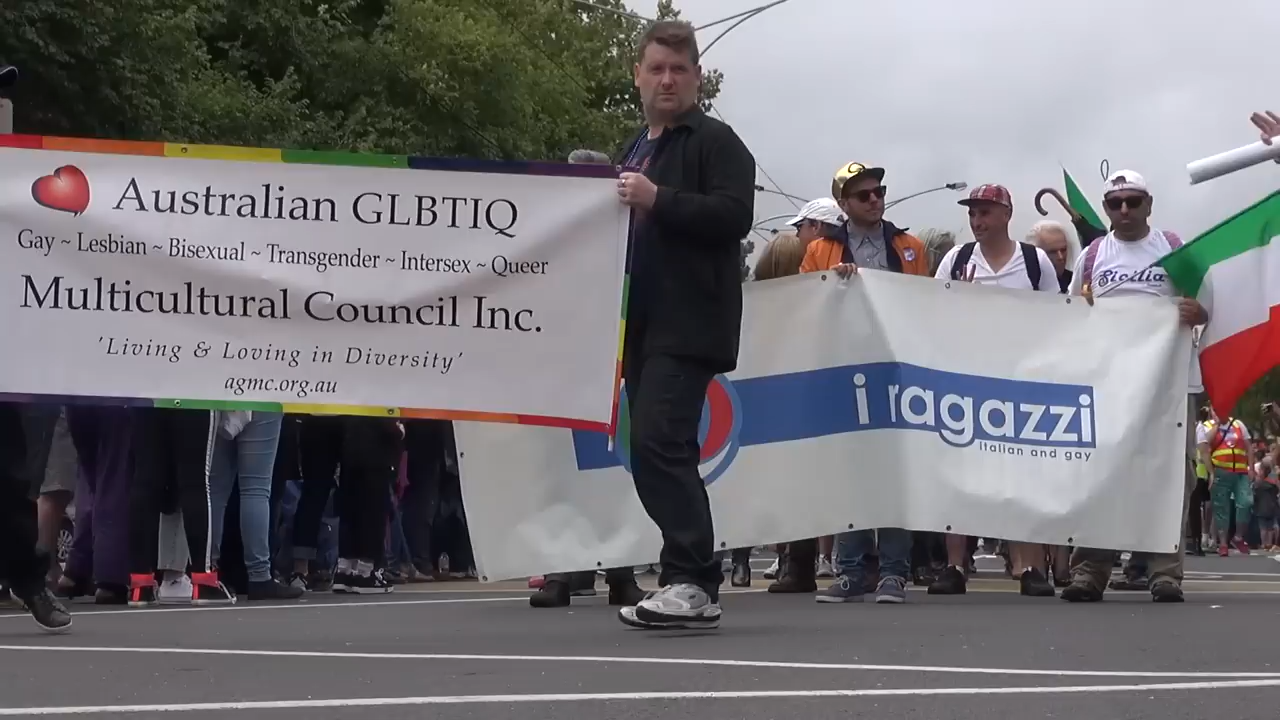 Australian GLBTIQ
Gay ~ Lesbian ~ Bisexual ~ Transgender ~ Intersex ~ Queer
Multicultural Council Inc.
'Living & Loving in Diversity'
agmc.org.au
i ragazzi
italian and gay
Sicilia